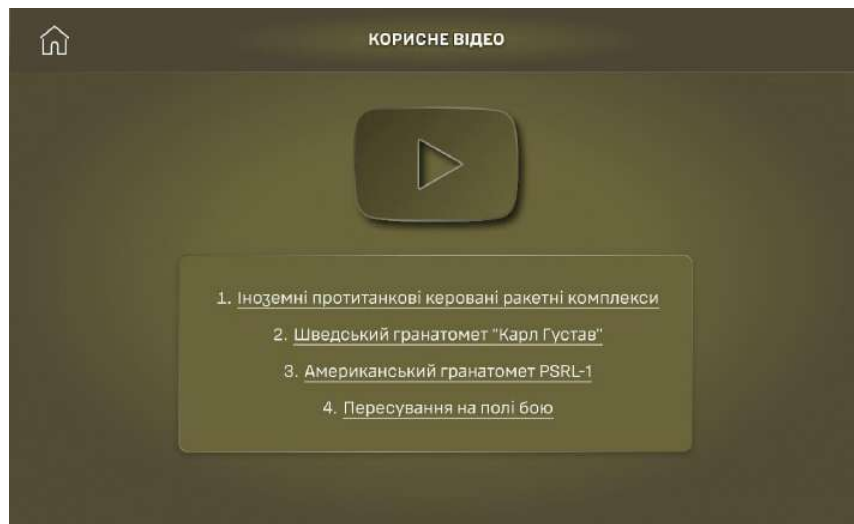 КОРИСНЕ ВІДЕО
1. Іноземні протитанкові керовані ракетні комплекси
2. Шведський гранатомет "Карл Густав"
3. Американський гранатомет PSRL-1
4. Пересування на полі бою